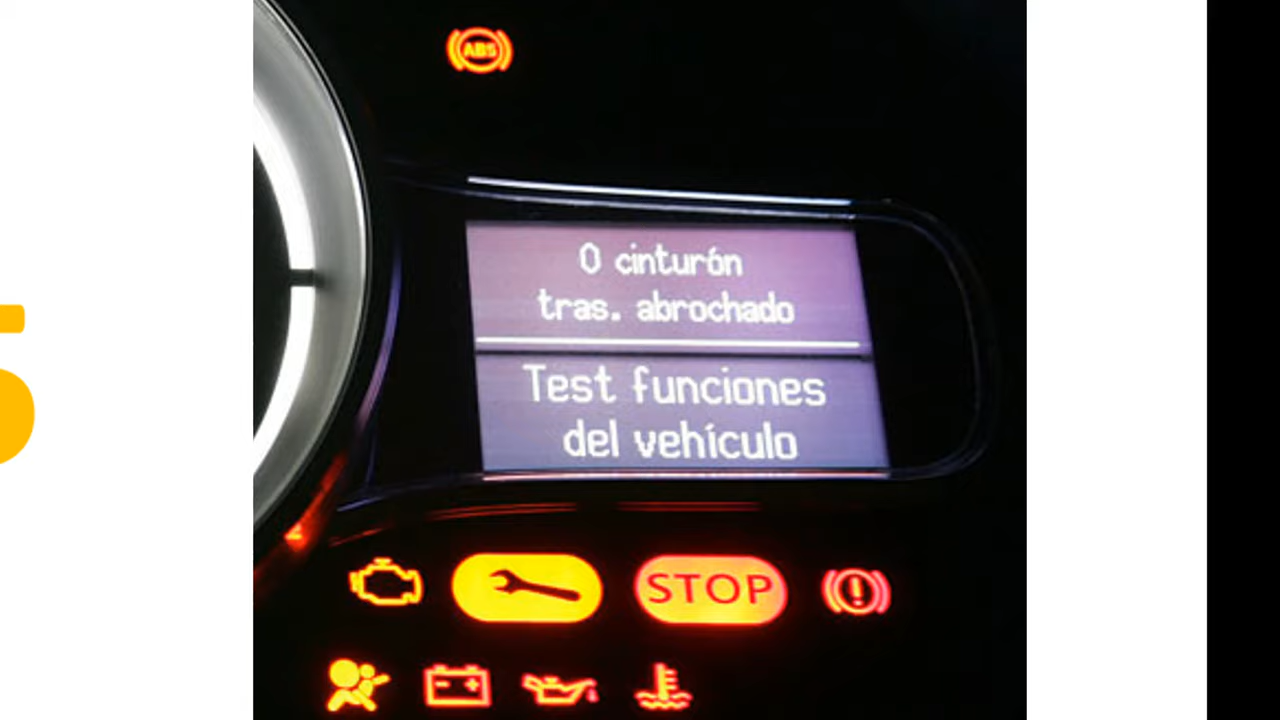 ABS
0 cinturón
tras. abrochado
Test funciones
del vehículo
STOP